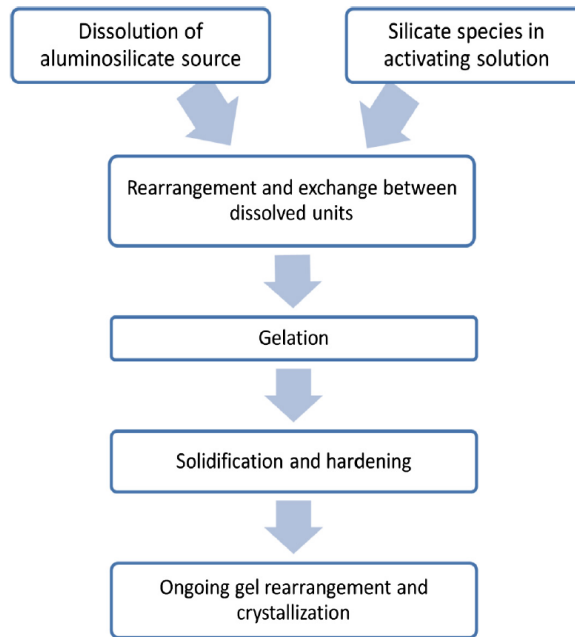 Dissolution of
aluminosilicate source
Silicate species in
activating solution
Rearrangement and exchange between
dissolved units
Gelation
Solidification and hardening
Ongoing gel rearrangement and
crystallization